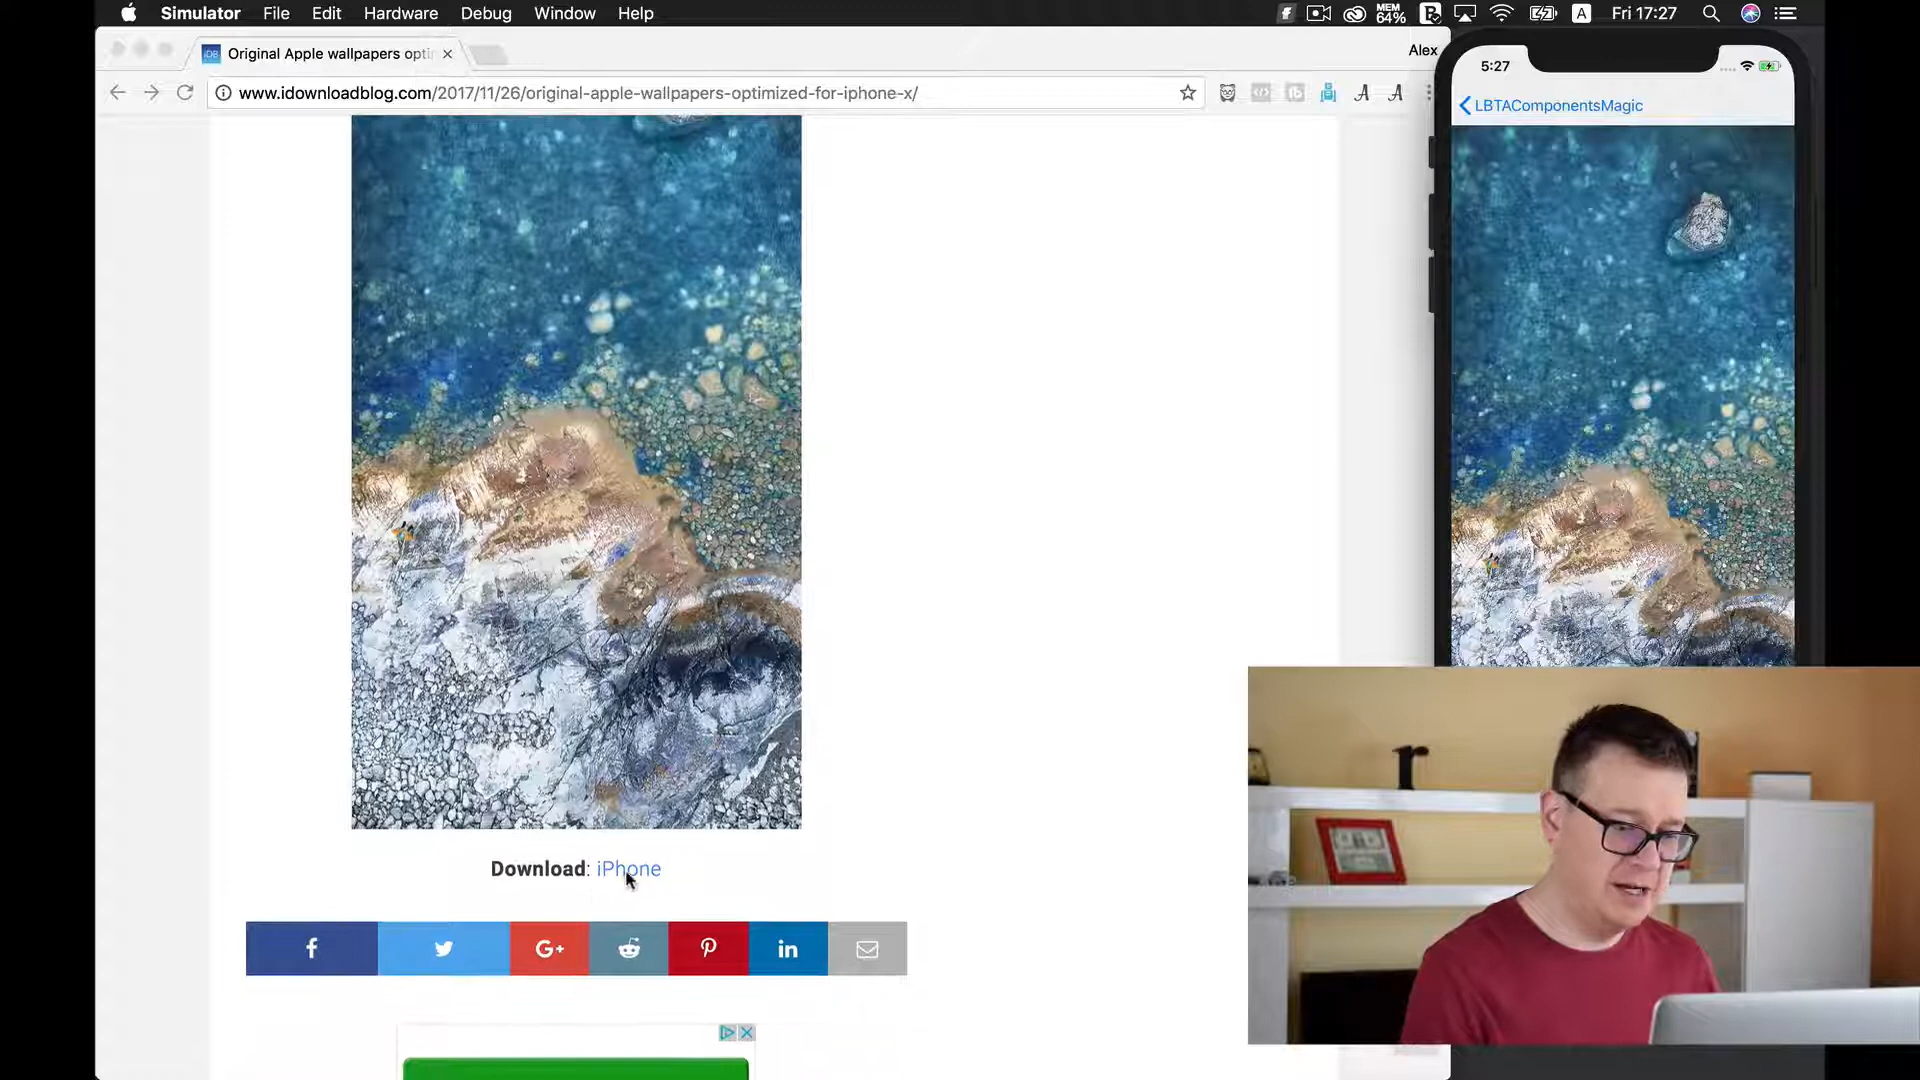 Simulator File Edit Hardware Debug Window Help MEM 64% A Fri 17:27
iDB Original Apple wallpapers opti Alex
www.idownloadblog.com/2017/11/26/original-apple-wallpapers-optimized-for-iphone-x/
5:27
LBTAComponentsMagic
Download: iPhone
f G+ in